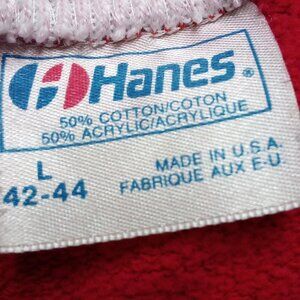 Hanes®
50% COTTON/COTON
50% ACRYLIC/ACRYLIQUE
L
42-44
MADE IN U.S.A.
FABRIQUE AUX E-U.